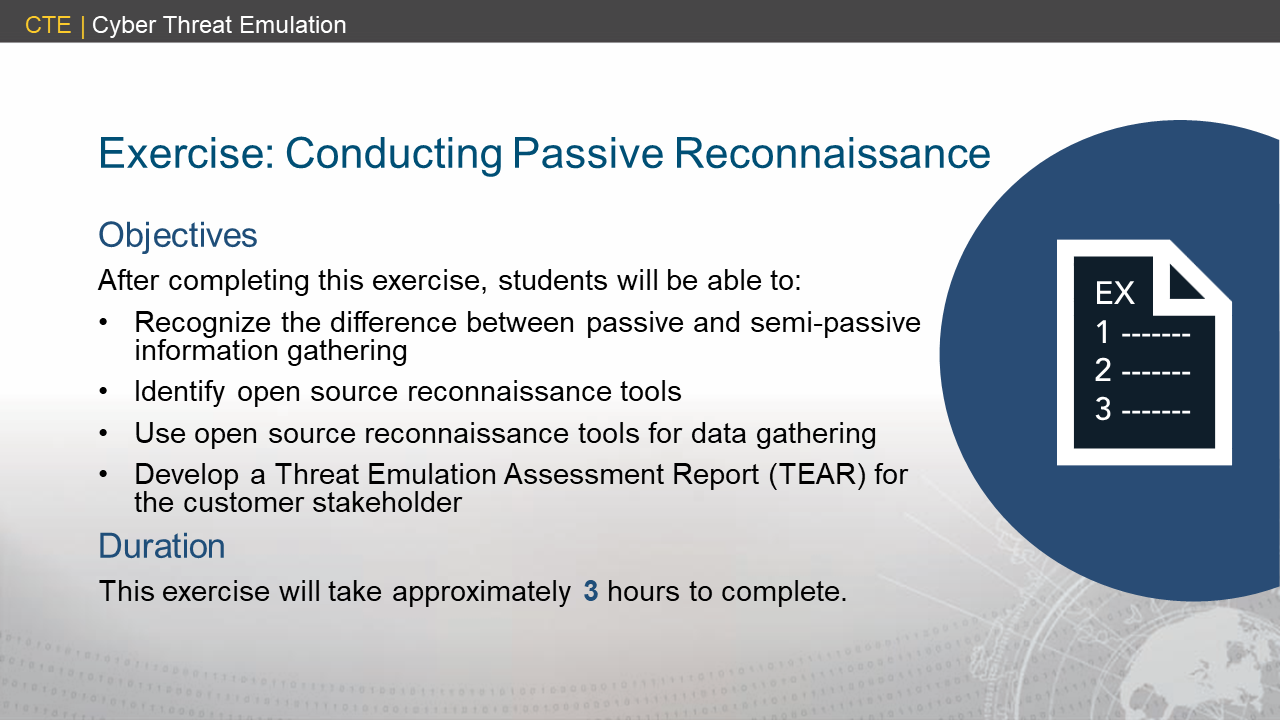 CTE | Cyber Threat Emulation
Exercise: Conducting Passive Reconnaissance
Objectives
After completing this exercise, students will be able to:
• Recognize the difference between passive and semi-passive
information gathering
• Identify open source reconnaissance tools
• Use open source reconnaissance tools for data gathering
• Develop a Threat Emulation Assessment Report (TEAR) for
the customer stakeholder
Duration
This exercise will take approximately 3 hours to complete.
EX
1 -------
2 -------
3 -------